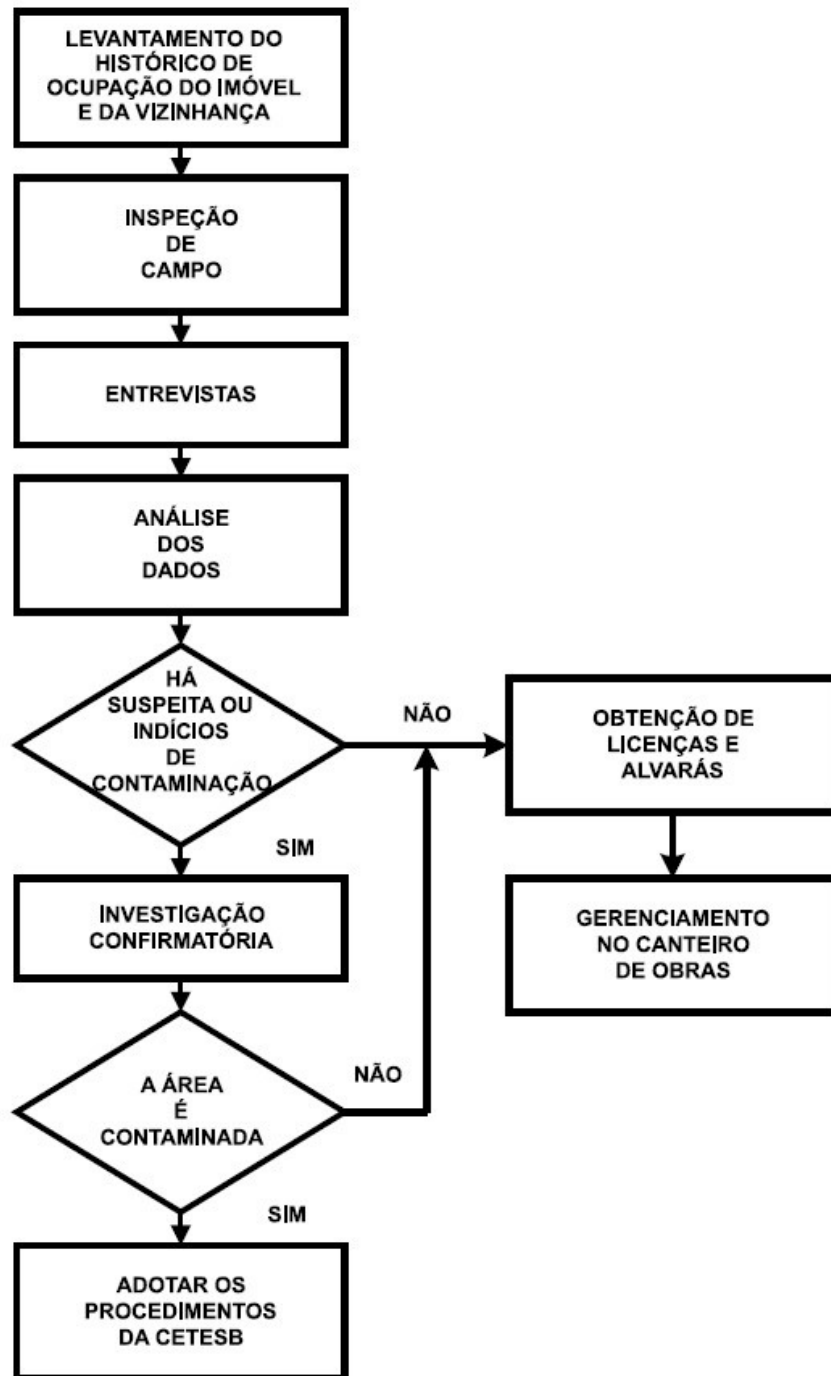 LEVANTAMENTO DO
HISTÓRICO DE
OCUPAÇÃO DO IMÓVEL
E DA VIZINHANÇA
INSPEÇÃO
DE
CAMPO
ENTREVISTAS
ANÁLISE
DOS
DADOS
HÁ
SUSPEITA OU
INDÍCIOS
DE
CONTAMINAÇÃO
NÃO
OBTENÇÃO DE
LICENÇAS E
ALVARÁS
SIM
INVESTIGAÇÃO
CONFIRMATÓRIA
GERENCIAMENTO
NO CANTEIRO
DE OBRAS
A ÁREA
É
CONTAMINADA
NÃO
SIM
ADOTAR OS
PROCEDIMENTOS
DA CETESB